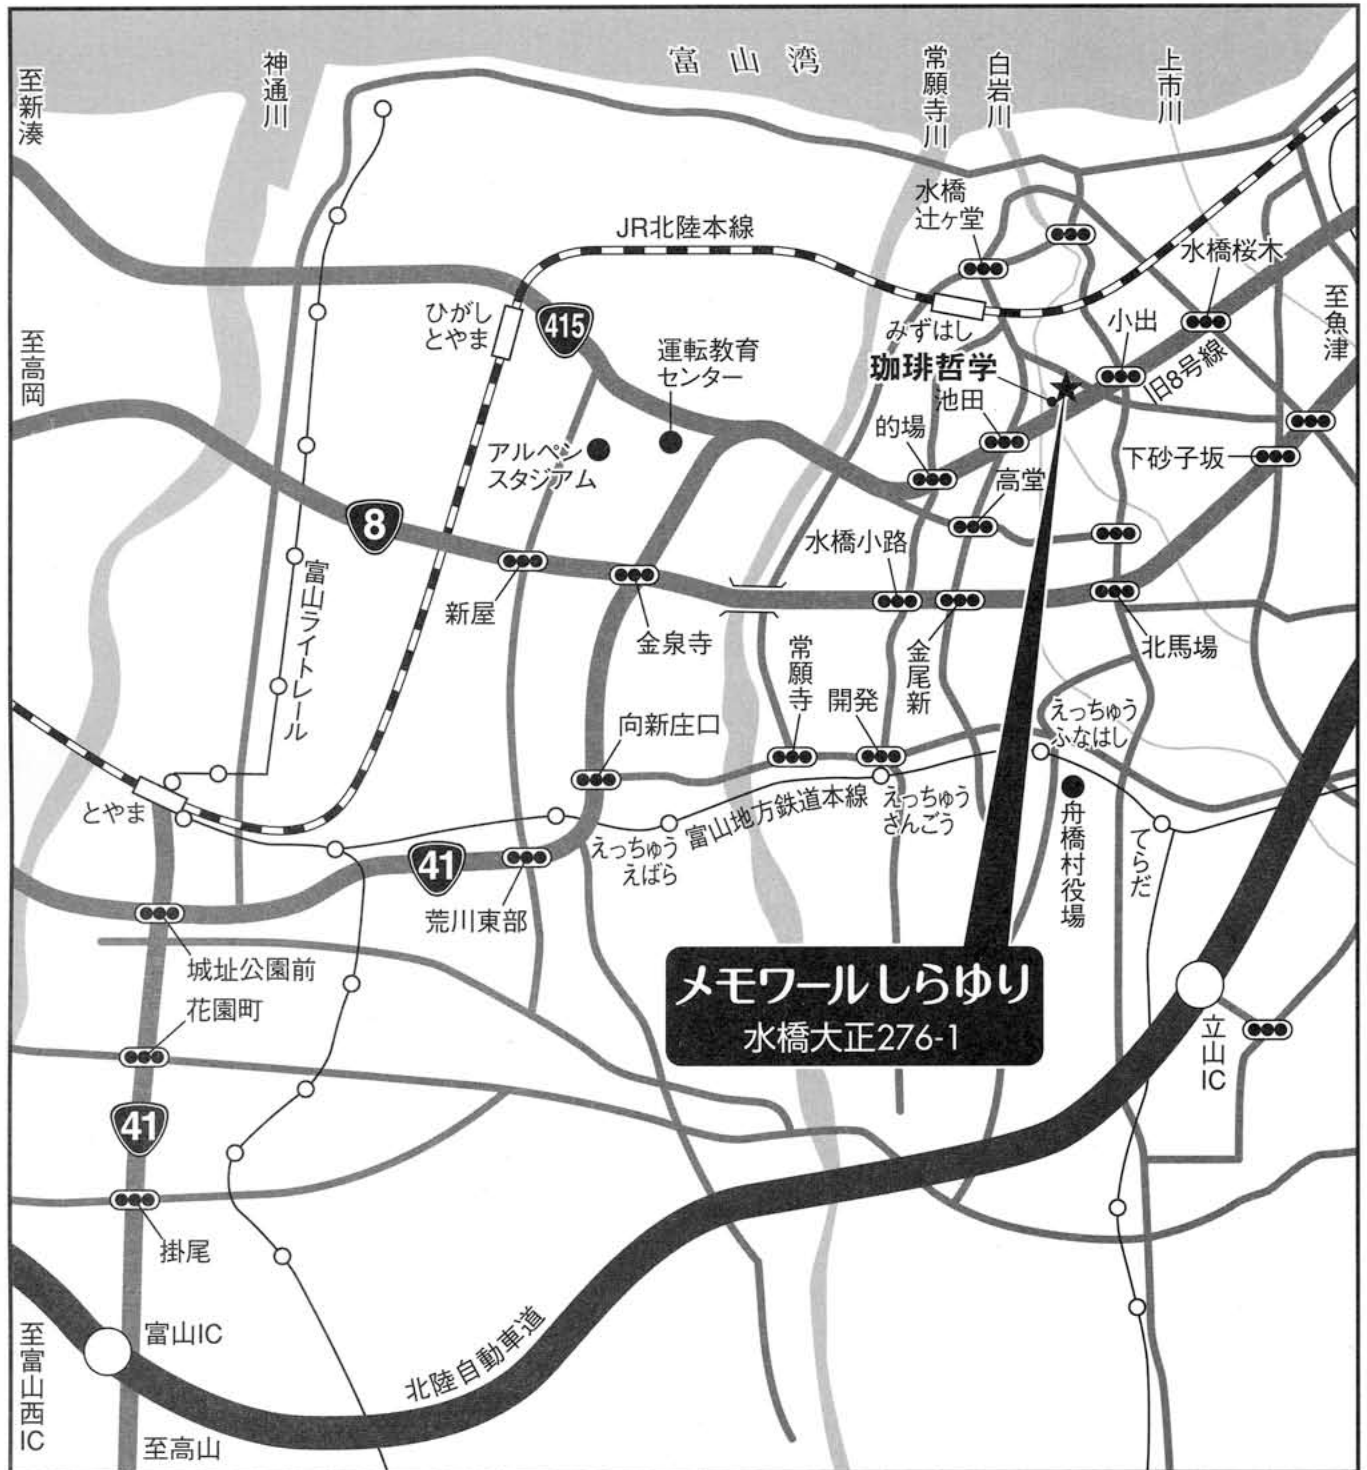 富山湾
至新湊
神通川
常願寺川
白岩川
上市川
水橋
辻ヶ堂
JR北陸本線
水橋桜木
ひがし
とやま
415
みずはし
小出
至魚津
至高岡
運転教育
センター
珈琲哲学
旧8号線
池田
アルペン
スタジアム
的場
下砂子坂
高堂
8
水橋小路
富山ライトレール
新屋
金泉寺
常願寺
金尾新
北馬場
開発
えっちゅう
ふなはし
向新庄口
とやま
富山地方鉄道本線
えっちゅう
さんごう
えっちゅう
えばら
41
舟橋村役場
てらだ
荒川東部
城址公園前
メモワールしらゆり
水橋大正276-1
花園町
立山IC
41
掛尾
富山IC
北陸自動車道
至富山西IC
至高山